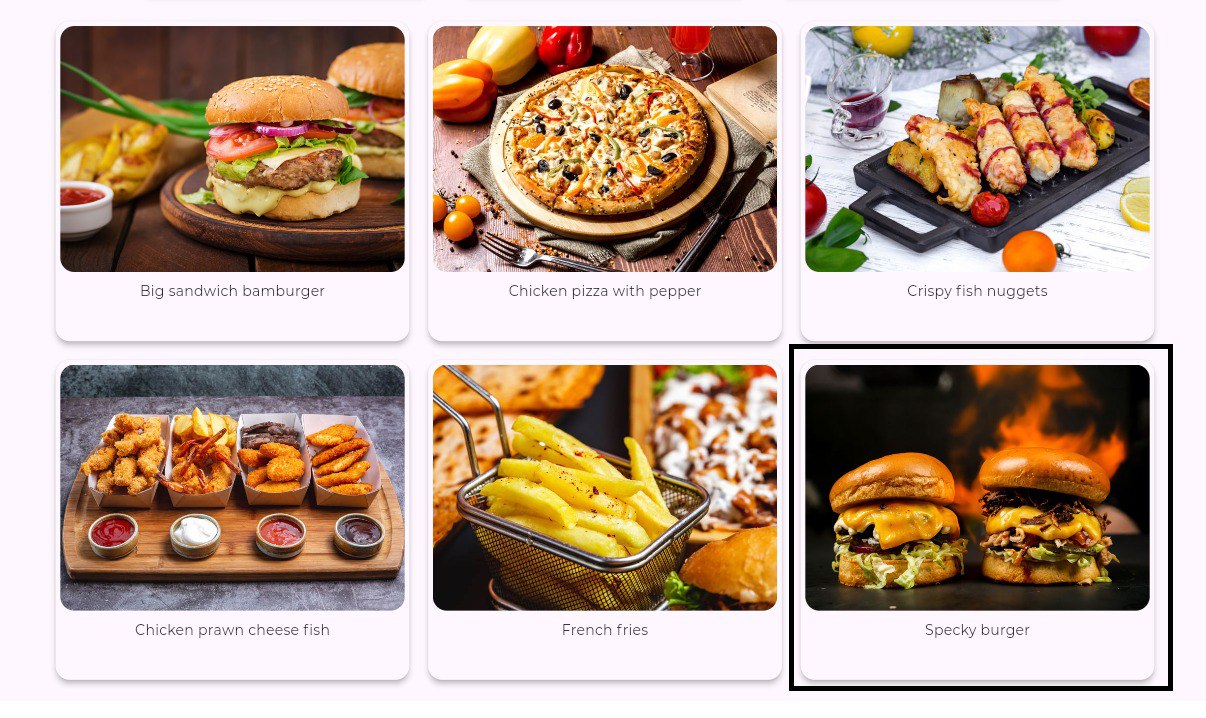 Big sandwich bamburger
Chicken pizza with pepper
Crispy fish nuggets
Chicken prawn cheese fish
French fries
Specky burger